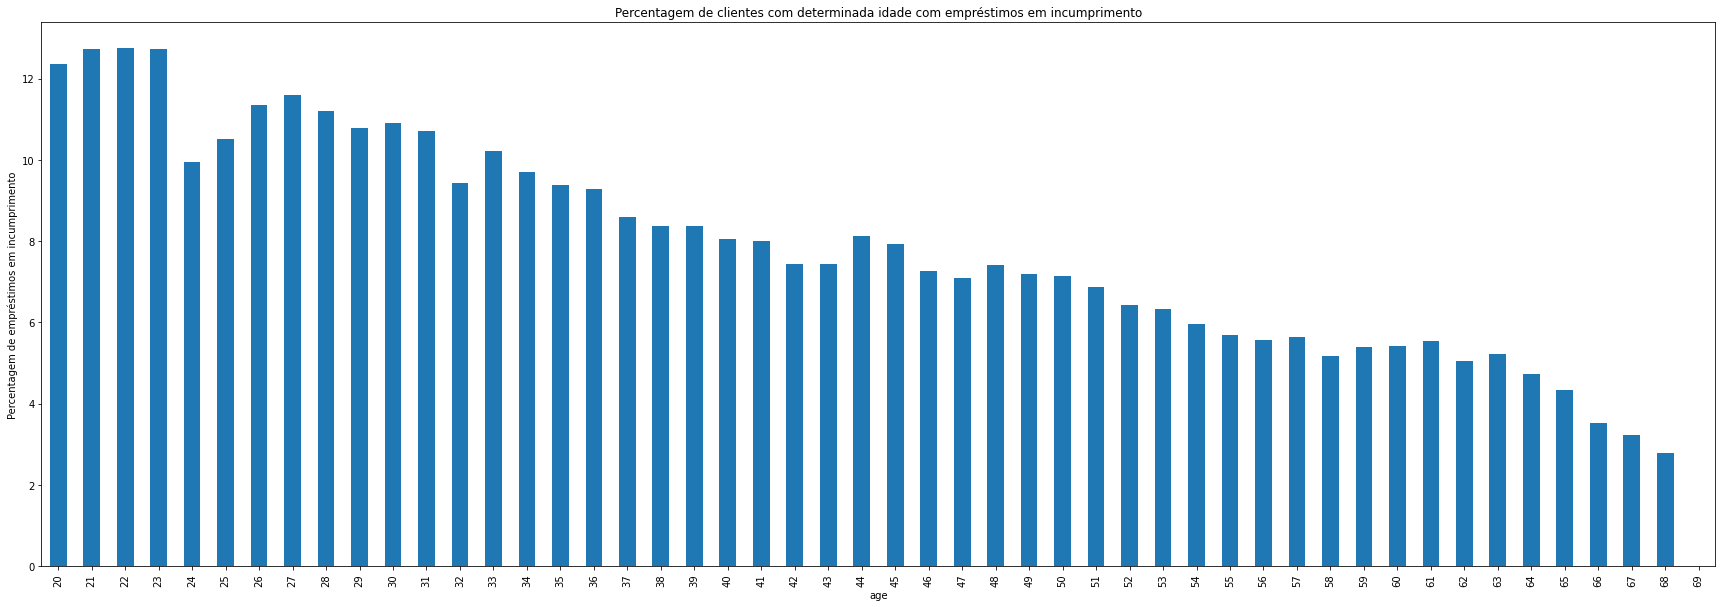 Percentagem de clientes com determinada idade com empréstimos em incumprimento
Percentagem de empréstimos em incumprimento
12
10
8
6
4
2
0
20 21 22 23 24 25 26 27 28 29 30 31 32 33 34 35 36 37 38 39 40 41 42 43 44 45 46 47 48 49 50 51 52 53 54 55 56 57 58 59 60 61 62 63 64 65 66 67 68 69
age